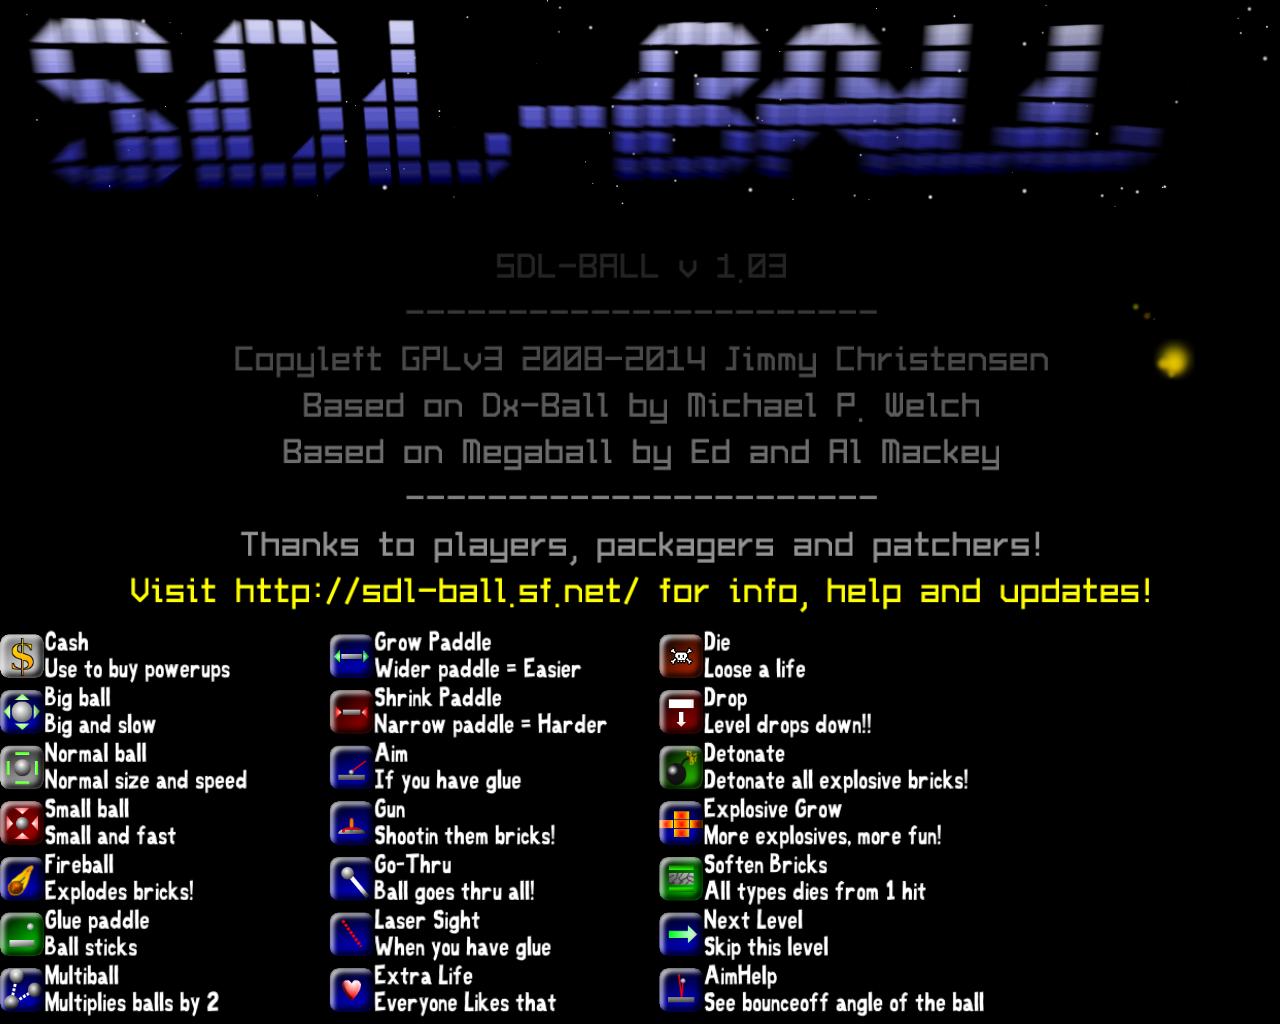 SDL-BALL
SDL-BALL v 1.03
-----------------------
Copyleft GPLv3 2008-2014 Jimmy Christensen
Based on Dx-Ball by Michael P. Welch
Based on Megaball by Ed and Al Mackey
-----------------------
Thanks to players, packagers and patchers!
Visit http://sdl-ball.sf.net/ for info, help and updates!
Cash
Use to buy powerups
Big ball
Big and slow
Normal ball
Normal size and speed
Small ball
Small and fast
Fireball
Explodes bricks!
Glue paddle
Ball sticks
Multiball
Multiplies balls by 2
Grow Paddle
Wider paddle = Easier
Shrink Paddle
Narrow paddle = Harder
Aim
If you have glue
Gun
Shootin them bricks!
Go-Thru
Ball goes thru all!
Laser Sight
When you have glue
Extra Life
Everyone Likes that
Die
Loose a life
Drop
Level drops down!!
Detonate
Detonate all explosive bricks!
Explosive Grow
More explosives, more fun!
Soften Bricks
All types dies from 1 hit
Next Level
Skip this level
AimHelp
See bounceoff angle of the ball